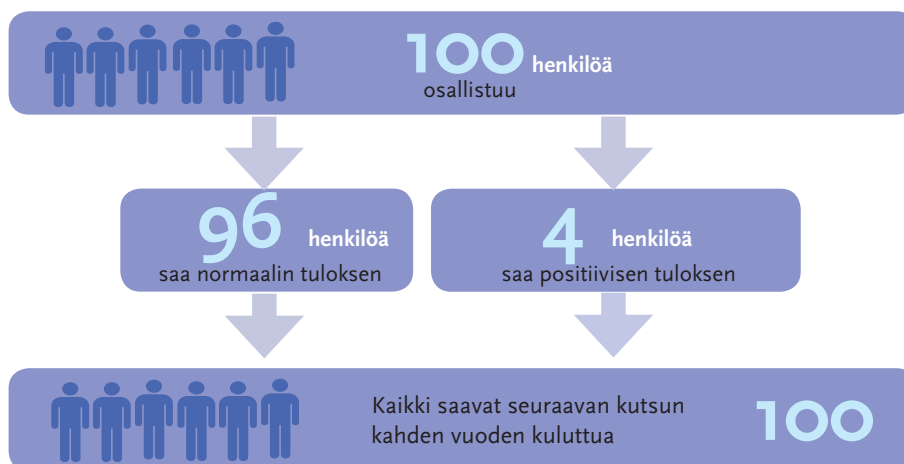 100 henkilöä
osallistuu
96 henkilöä
saa normaalin tuloksen
4 henkilöä
saa positiivisen tuloksen
Kaikki saavat seuraavan kutsun
kahden vuoden kuluttua
100